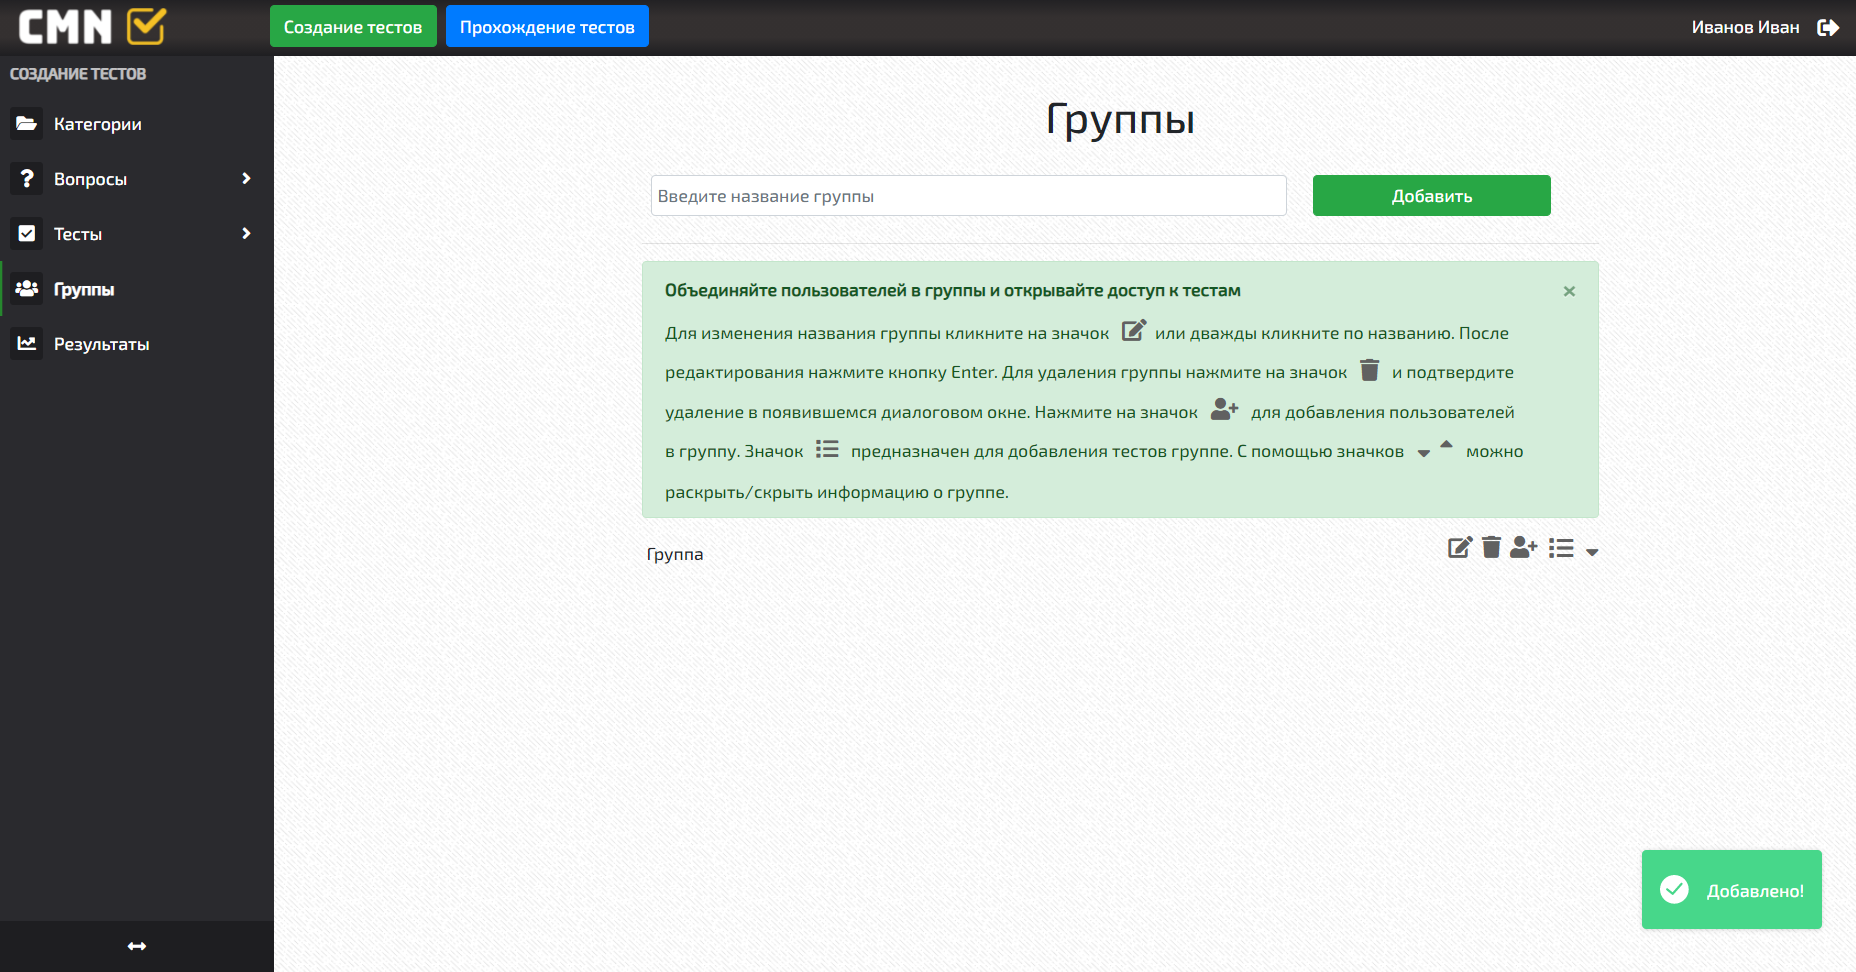 CMN
Создание тестов
Прохождение тестов
Иванов Иван
СОЗДАНИЕ ТЕСТОВ
Категории
Вопросы
Тесты
Группы
Результаты
Группы
Введите название группы
Добавить
Объединяйте пользователей в группы и открывайте доступ к тестам
×
Для изменения названия группы кликните на значок или дважды кликните по названию. После
редактирования нажмите кнопку Enter. Для удаления группы нажмите на значок и подтвердите
удаление в появившемся диалоговом окне. Нажмите на значок для добавления пользователей
в группу. Значок предназначен для добавления тестов группе. С помощью значков можно
раскрыть/скрыть информацию о группе.
Группа
Добавлено!